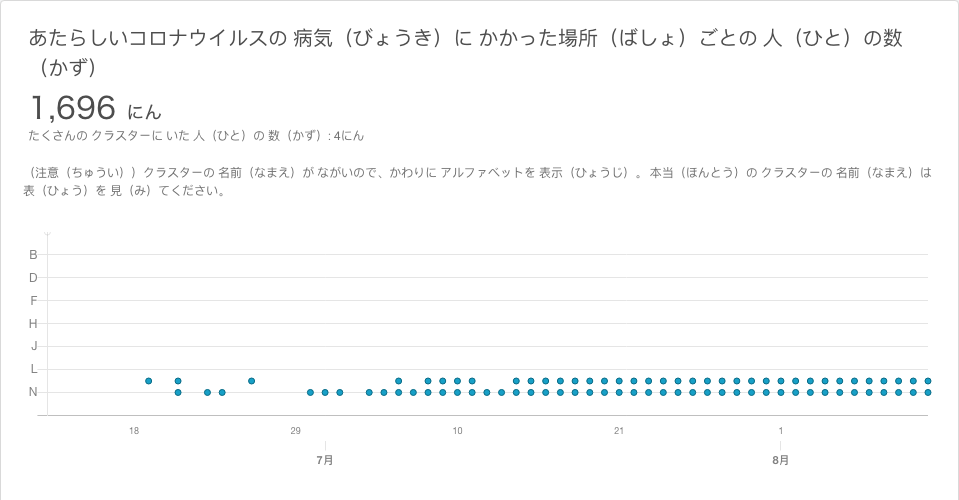 あたらしいコロナウイルスの 病気（びょうき）に かかった場所（ばしょ）ごとの 人（ひと）の数
（かず）
1,696 にん
たくさんの クラスターに いた 人（ひと）の 数（かず）: 4にん
（注意（ちゅうい））クラスターの 名前（なまえ）が ながいので、かわりに アルファベットを 表示（ひょうじ）。本当（ほんとう）の クラスターの 名前（なまえ）は
表（ひょう）を 見（み）てください。
B
D
F
H
J
L
N
18 29 10 21 1
7月 8月